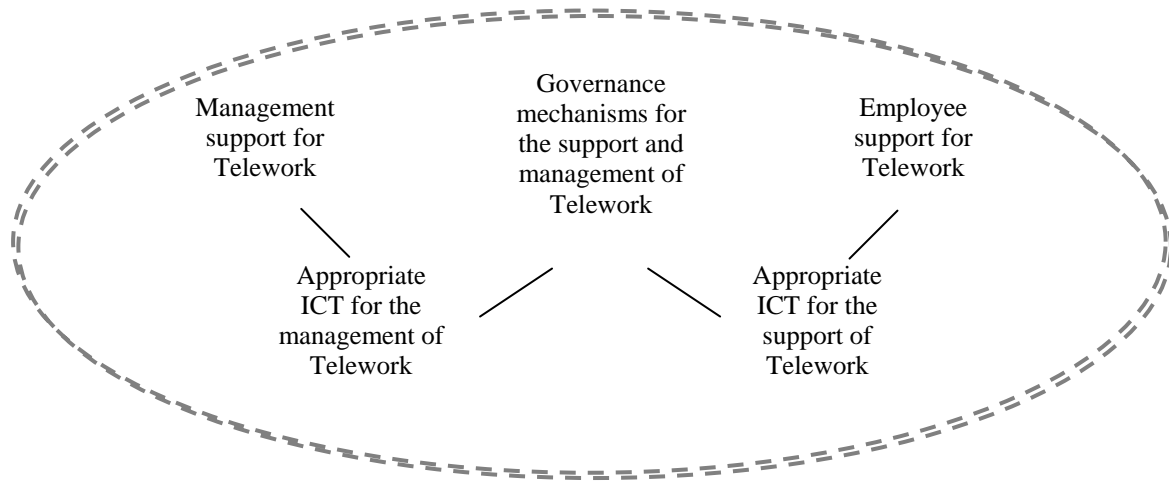 Management
support for
Telework
Governance
mechanisms for
the support and
management of
Telework
Employee
support for
Telework
Appropriate
ICT for the
management of
Telework
Appropriate
ICT for the
support of
Telework